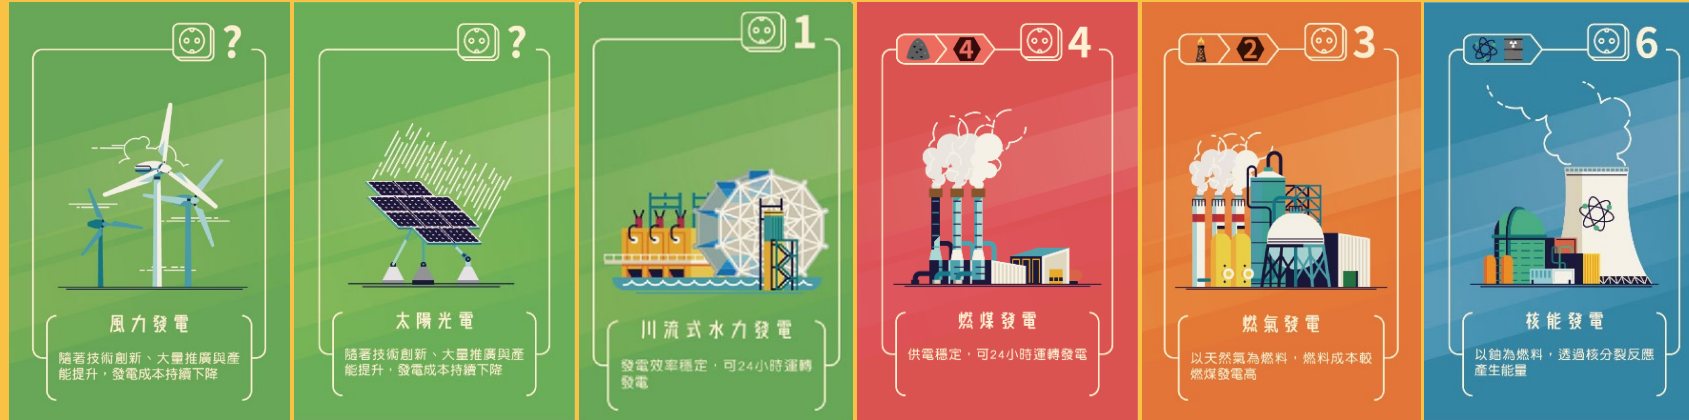 ?
風力發電
隨著技術創新、大量推廣與產
能提升，發電成本持續下降
?
太陽光電
隨著技術創新、大量推廣與產
能提升，發電成本持續下降
1
川流式水力發電
發電效率穩定，可24小時運轉
發電
4
4
燃煤發電
供電穩定，可24小時運轉發電
2
3
燃氣發電
以天然氣為燃料，燃料成本較
燃煤發電高
6
核能發電
以鈾為燃料，透過核分裂反應
產生能量